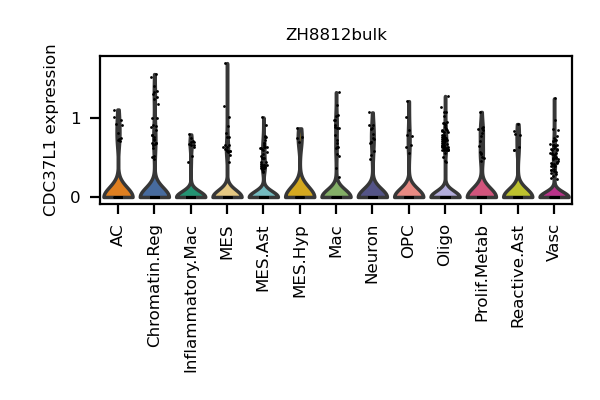 ZH8812bulk
CDC37L1 expression
1
0
AC
Chromatin.Reg
Inflammatory.Mac
MES
MES.Ast
MES.Hyp
Mac
Neuron
OPC
Oligo
Prolif.Metab
Reactive.Ast
Vasc